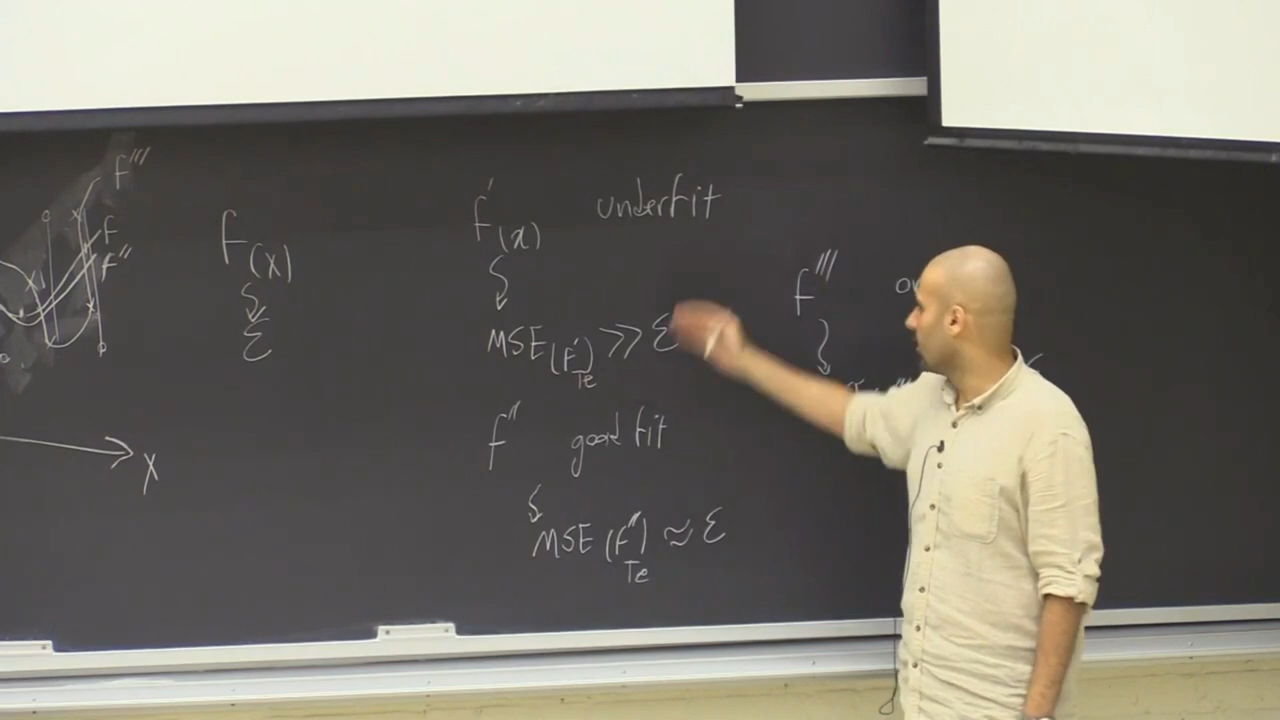 f'''
f
f''
x
f(x)
ε
f'(x) underfit
MSE(f')Te >> ε
f'' good fit
MSE(f'')Te ≈ ε
f'''